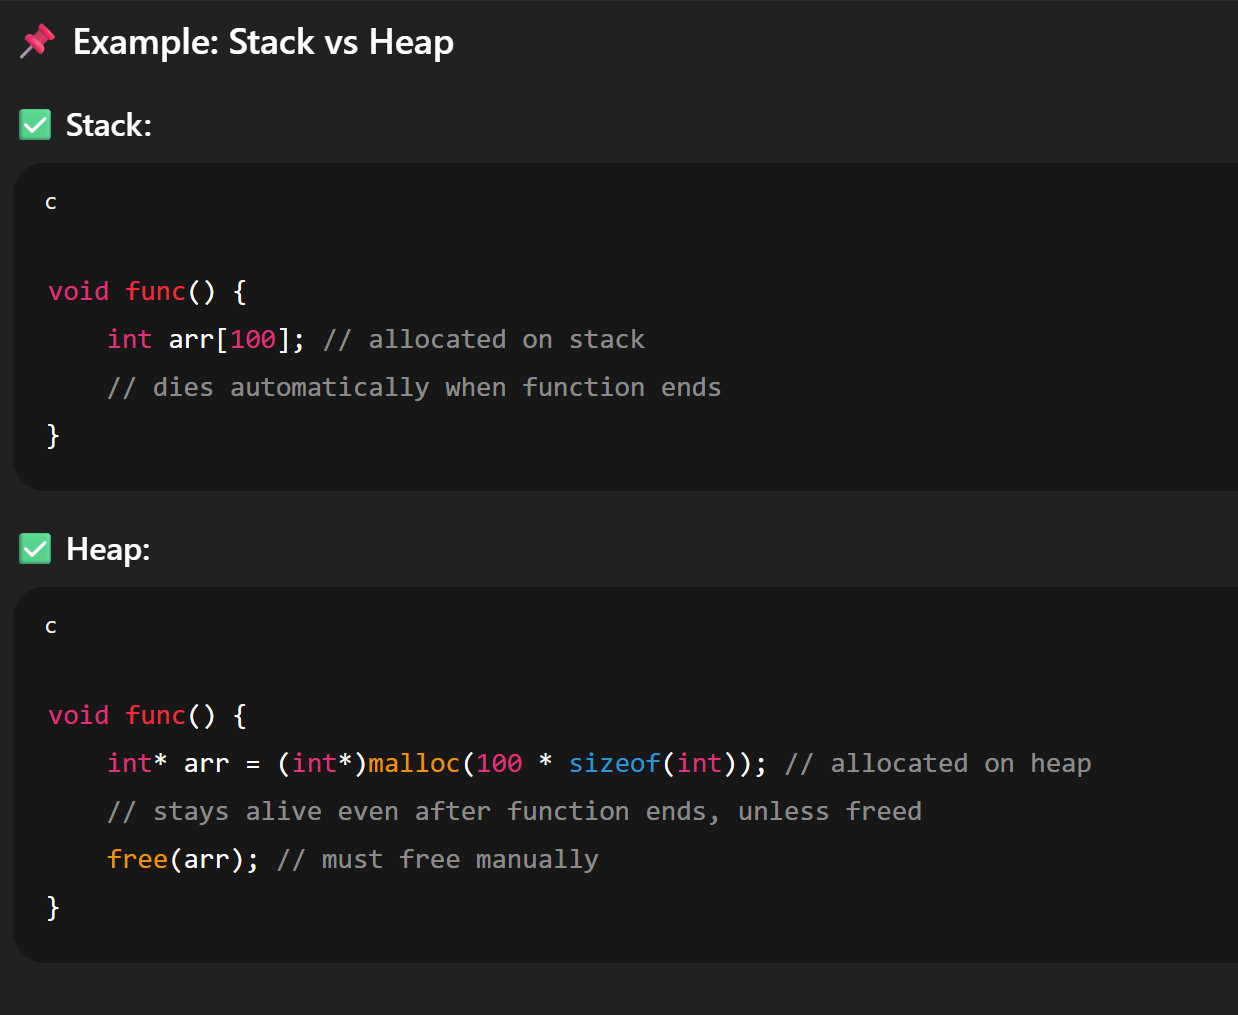 📌 Example: Stack vs Heap
✅ Stack:
c
void func() {
    int arr[100]; // allocated on stack
    // dies automatically when function ends
}
✅ Heap:
c
void func() {
    int* arr = (int*)malloc(100 * sizeof(int)); // allocated on heap
    // stays alive even after function ends, unless freed
    free(arr); // must free manually
}